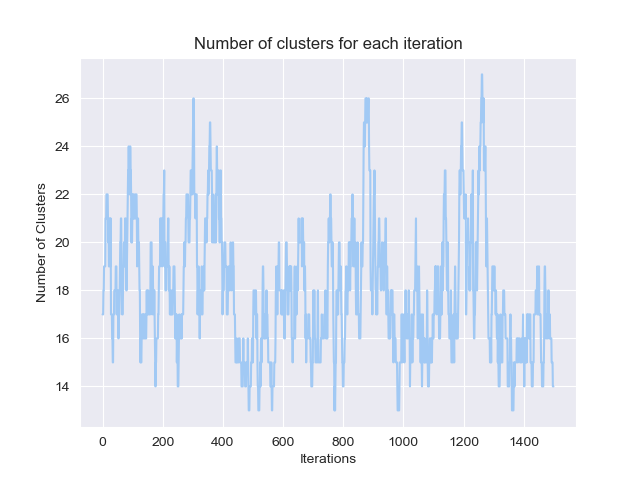 Number of clusters for each iteration
26
24
22
20
18
16
14
Number of Clusters
0 200 400 600 800 1000 1200 1400
Iterations